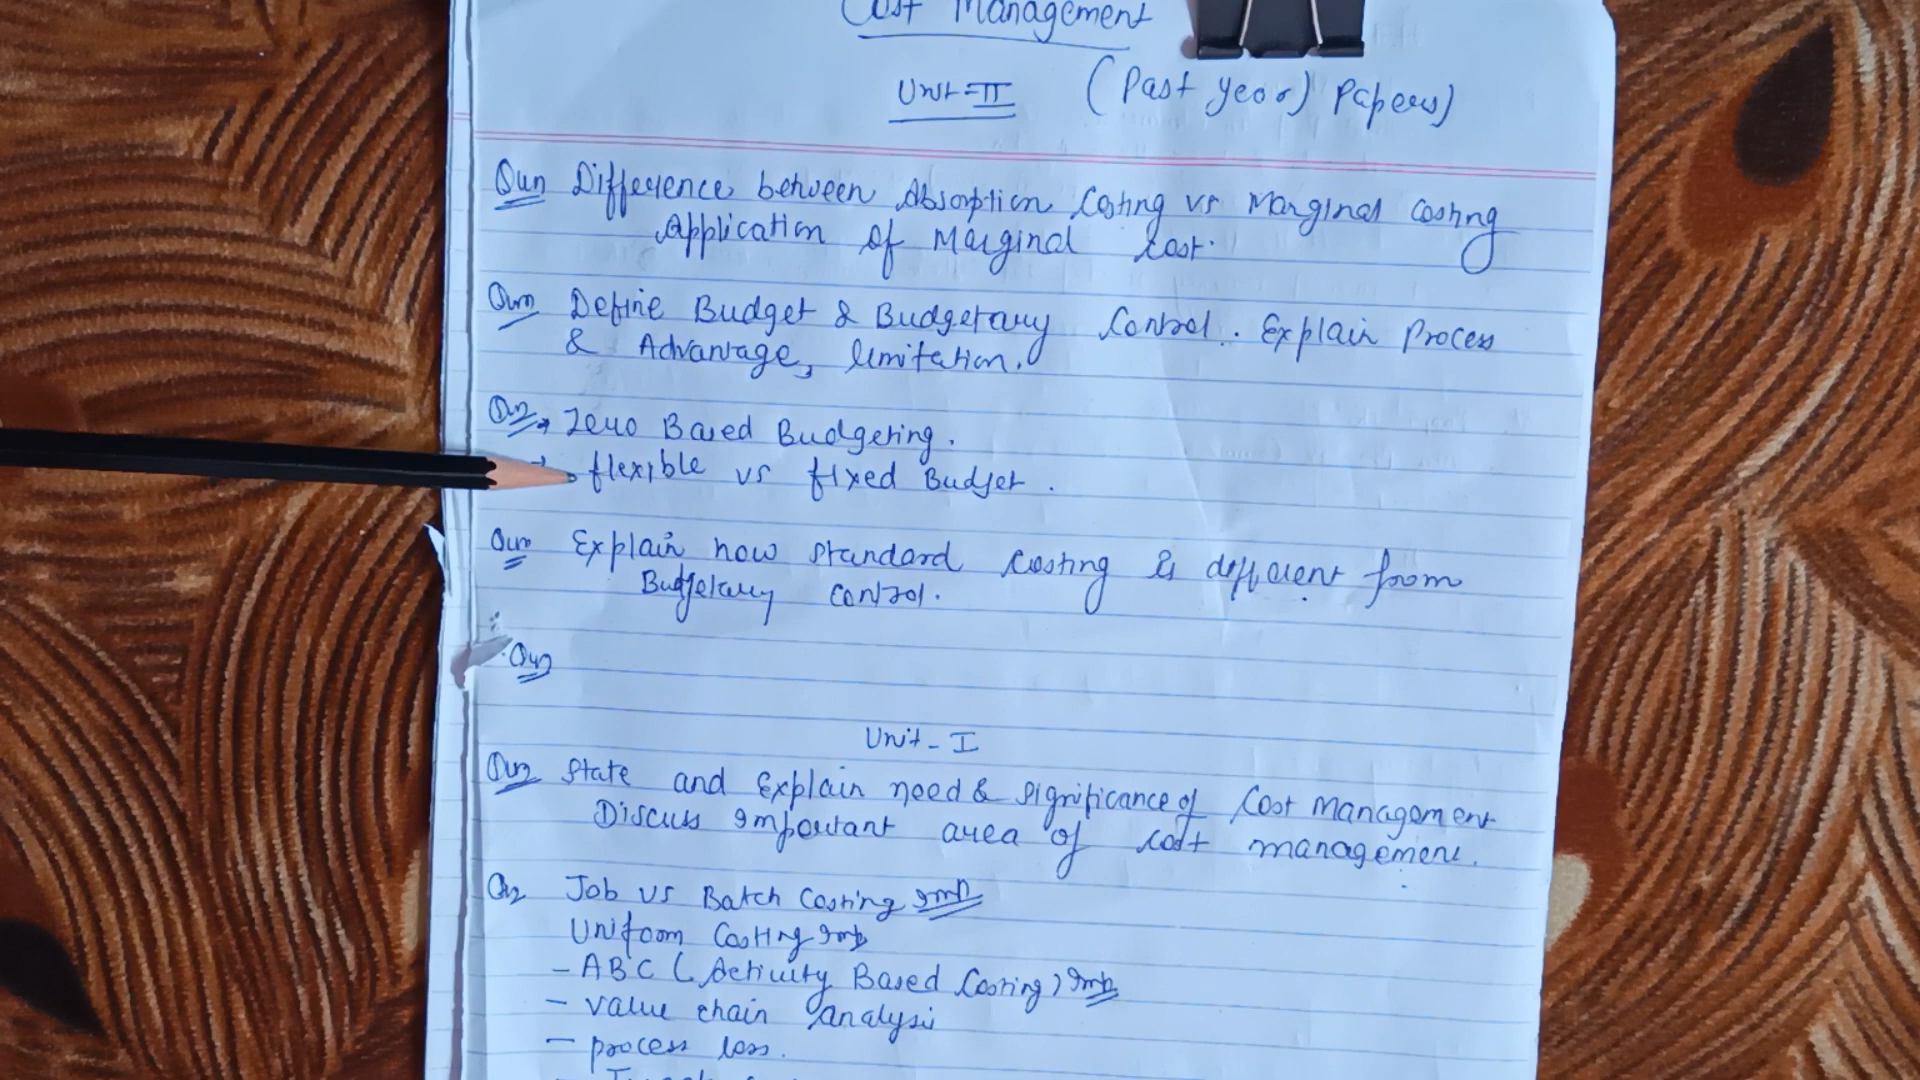 Cost Management
Unit-II (Past year) Papers)
Qun Difference between Absorption Costing vs Marginal Costing
Application of Marginal Cost.
Qun Define Budget & Budgetary Control. Explain Process
& Advantage, limitation.
Qun → Zero Based Budgeting.
→ flexible vs fixed Budget.
Qun Explain how standard costing is different from
Budgetary control.
Qun
Unit-I
Qun State and Explain need & significance of Cost Management
Discuss Important area of cost management.
Qun Job vs Batch Costing Imp
Uniform Costing Imp
- ABC (Activity Based Costing) Imp
- value chain Analysis
- process loss.